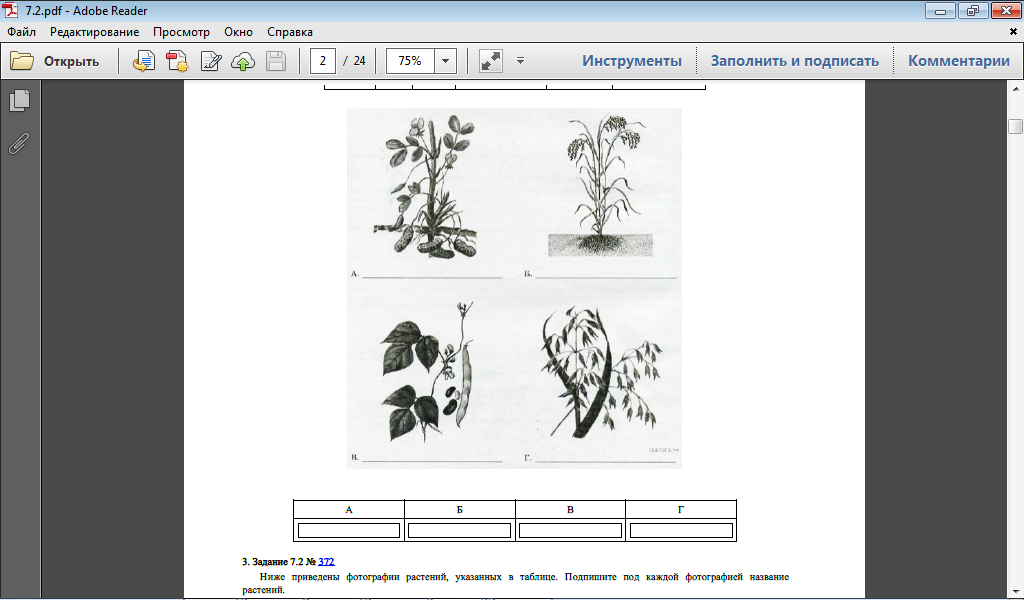 7.2.pdf - Adobe Reader
Файл Редактирование Просмотр Окно Справка
Открыть 2 / 24 75% Инструменты Заполнить и подписать Комментарии
А. Б.
В. Г.
А Б В Г
3. Задание 7.2 № 372
Ниже приведены фотографии растений, указанных в таблице. Подпишите под каждой фотографией название
растений.